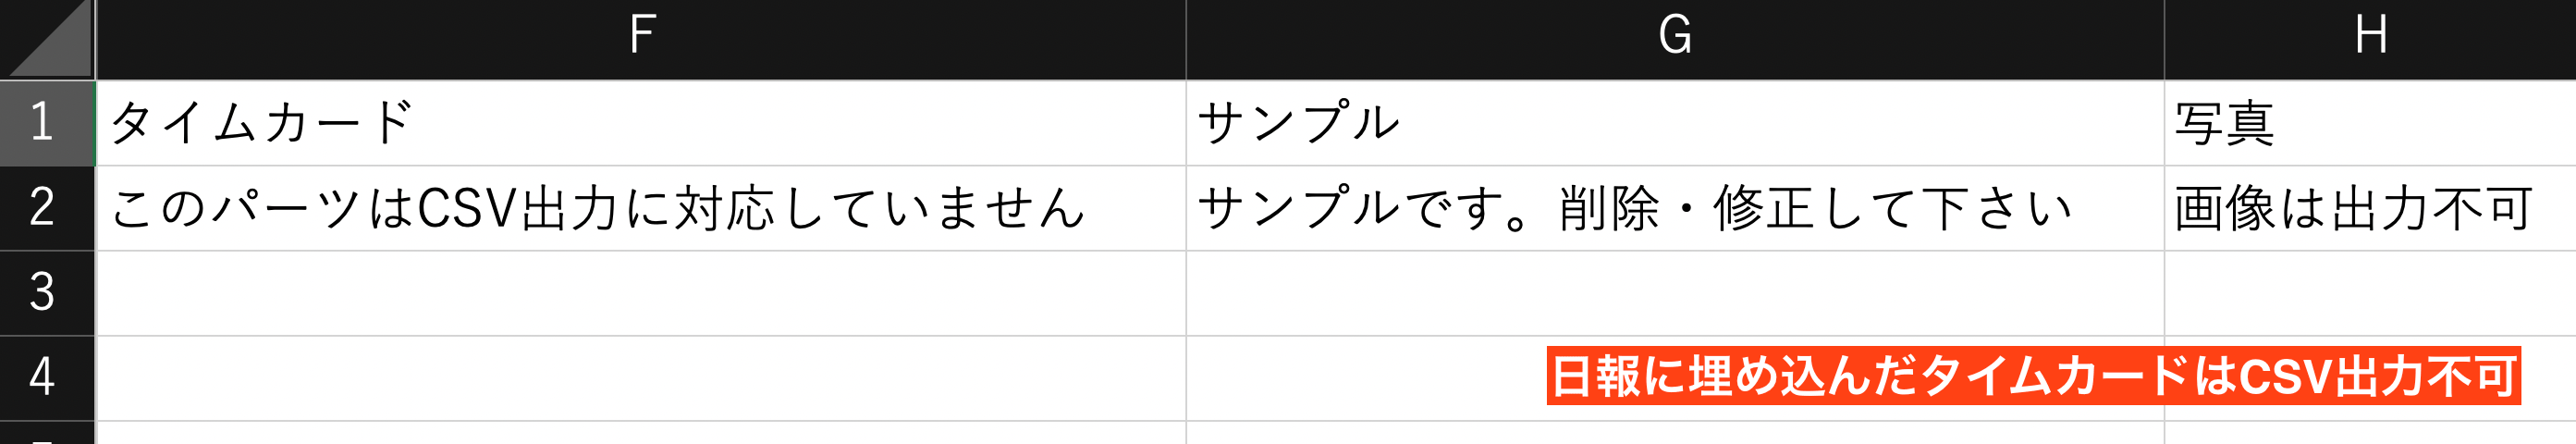 F G H
1 タイムカード サンプル 写真
2 このパーツはCSV出力に対応していません サンプルです。削除・修正して下さい 画像は出力不可
3
4 日報に埋め込んだタイムカードはCSV出力不可